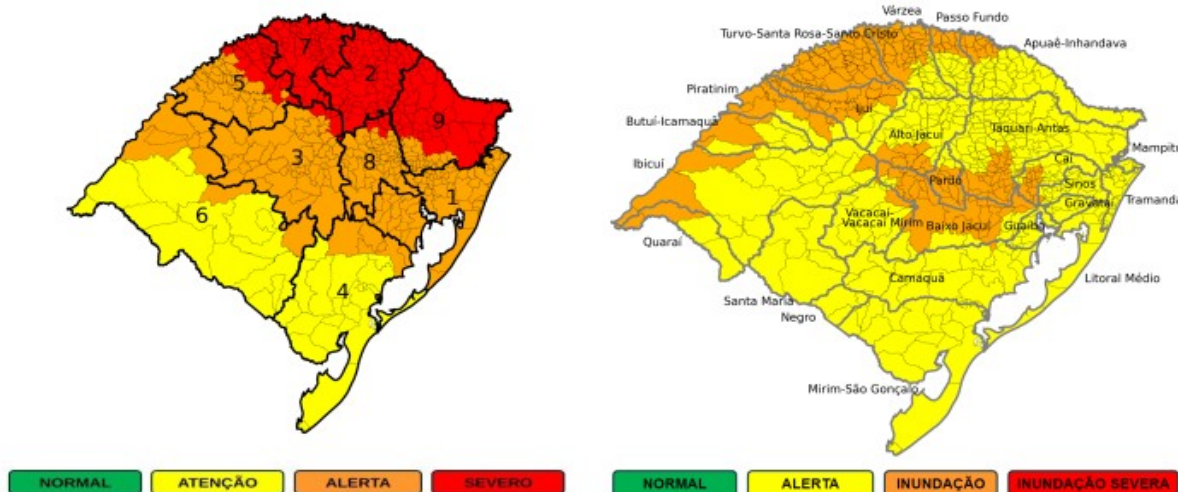 7
2
5
9
3
8
1
6
4
NORMAL
ATENÇÃO
ALERTA
SEVERO
Várzea
Passo Fundo
Turvo-Santa Rosa-Santo Cristo
Apuaê-Inhandava
Piratinim
Ijuí
Butuí-Icamaquã
Alto Jacuí
Taquari-Antas
Mampitu
Ibicuí
Caí
Pardo
Sinos
Gravataí
Tramanda
Vacacaí-
Vacacaí Mirim
Baixo Jacuí
Guaíba
Quaraí
Camaquã
Litoral Médio
Santa Maria
Negro
Mirim-São Gonçalo
NORMAL
ALERTA
INUNDAÇÃO
INUNDAÇÃO SEVERA